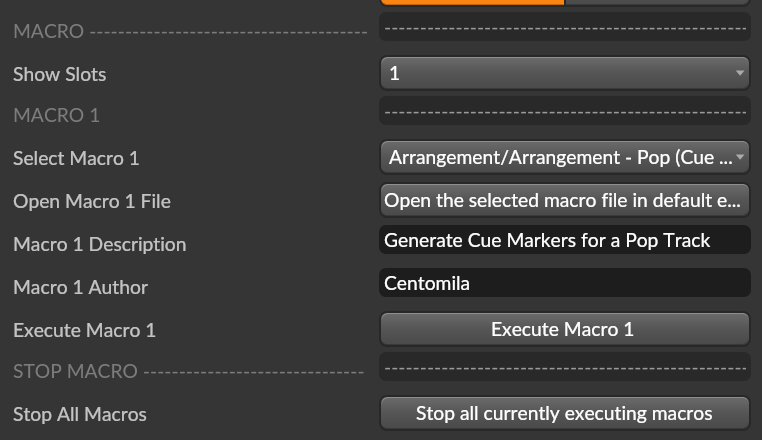 MACRO ---------------------------------------
---------------------------------------------------
Show Slots
1
MACRO 1
---------------------------------------------------
Select Macro 1
Arrangement/Arrangement - Pop (Cue ...
Open Macro 1 File
Open the selected macro file in default e...
Macro 1 Description
Generate Cue Markers for a Pop Track
Macro 1 Author
Centomila
Execute Macro 1
Execute Macro 1
STOP MACRO -------------------------------
---------------------------------------------------
Stop All Macros
Stop all currently executing macros